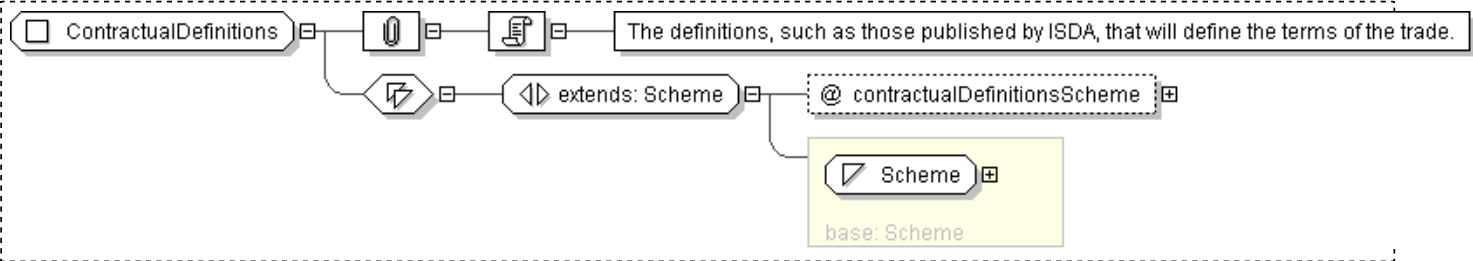 ContractualDefinitions
The definitions, such as those published by ISDA, that will define the terms of the trade.
extends: Scheme
@ contractualDefinitionsScheme
Scheme
base: Scheme